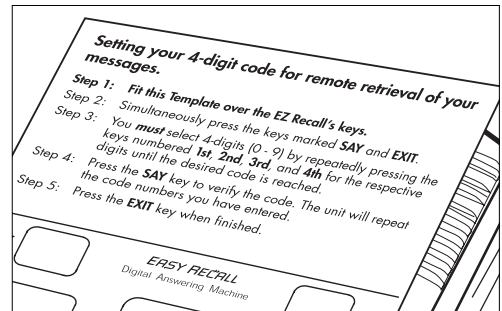 Setting your 4-digit code for remote retrieval of your
messages.
Step 1: Fit this Template over the EZ Recall's keys.
Step 2: Simultaneously press the keys marked SAY and EXIT.
Step 3: You must select 4-digits (0 - 9) by repeatedly pressing the
keys numbered 1st, 2nd, 3rd, and 4th for the respective
digits until the desired code is reached.
Step 4: Press the SAY key to verify the code. The unit will repeat
the code numbers you have entered.
Step 5: Press the EXIT key when finished.
EASY RECALL
Digital Answering Machine